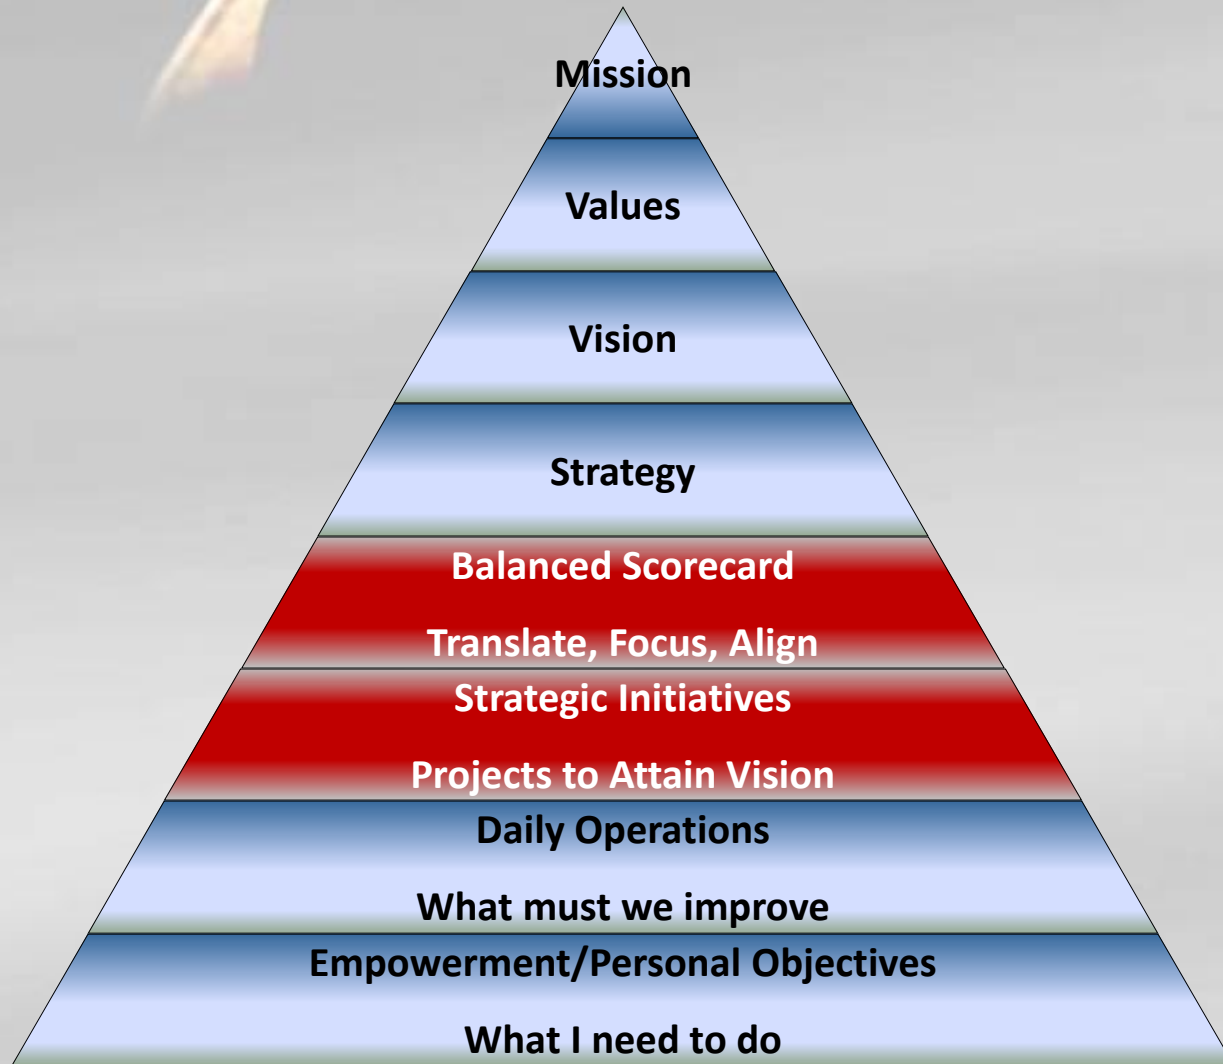 Mission
Values
Vision
Strategy
Balanced Scorecard
Translate, Focus, Align
Strategic Initiatives
Projects to Attain Vision
Daily Operations
What must we improve
Empowerment/Personal Objectives
What I need to do